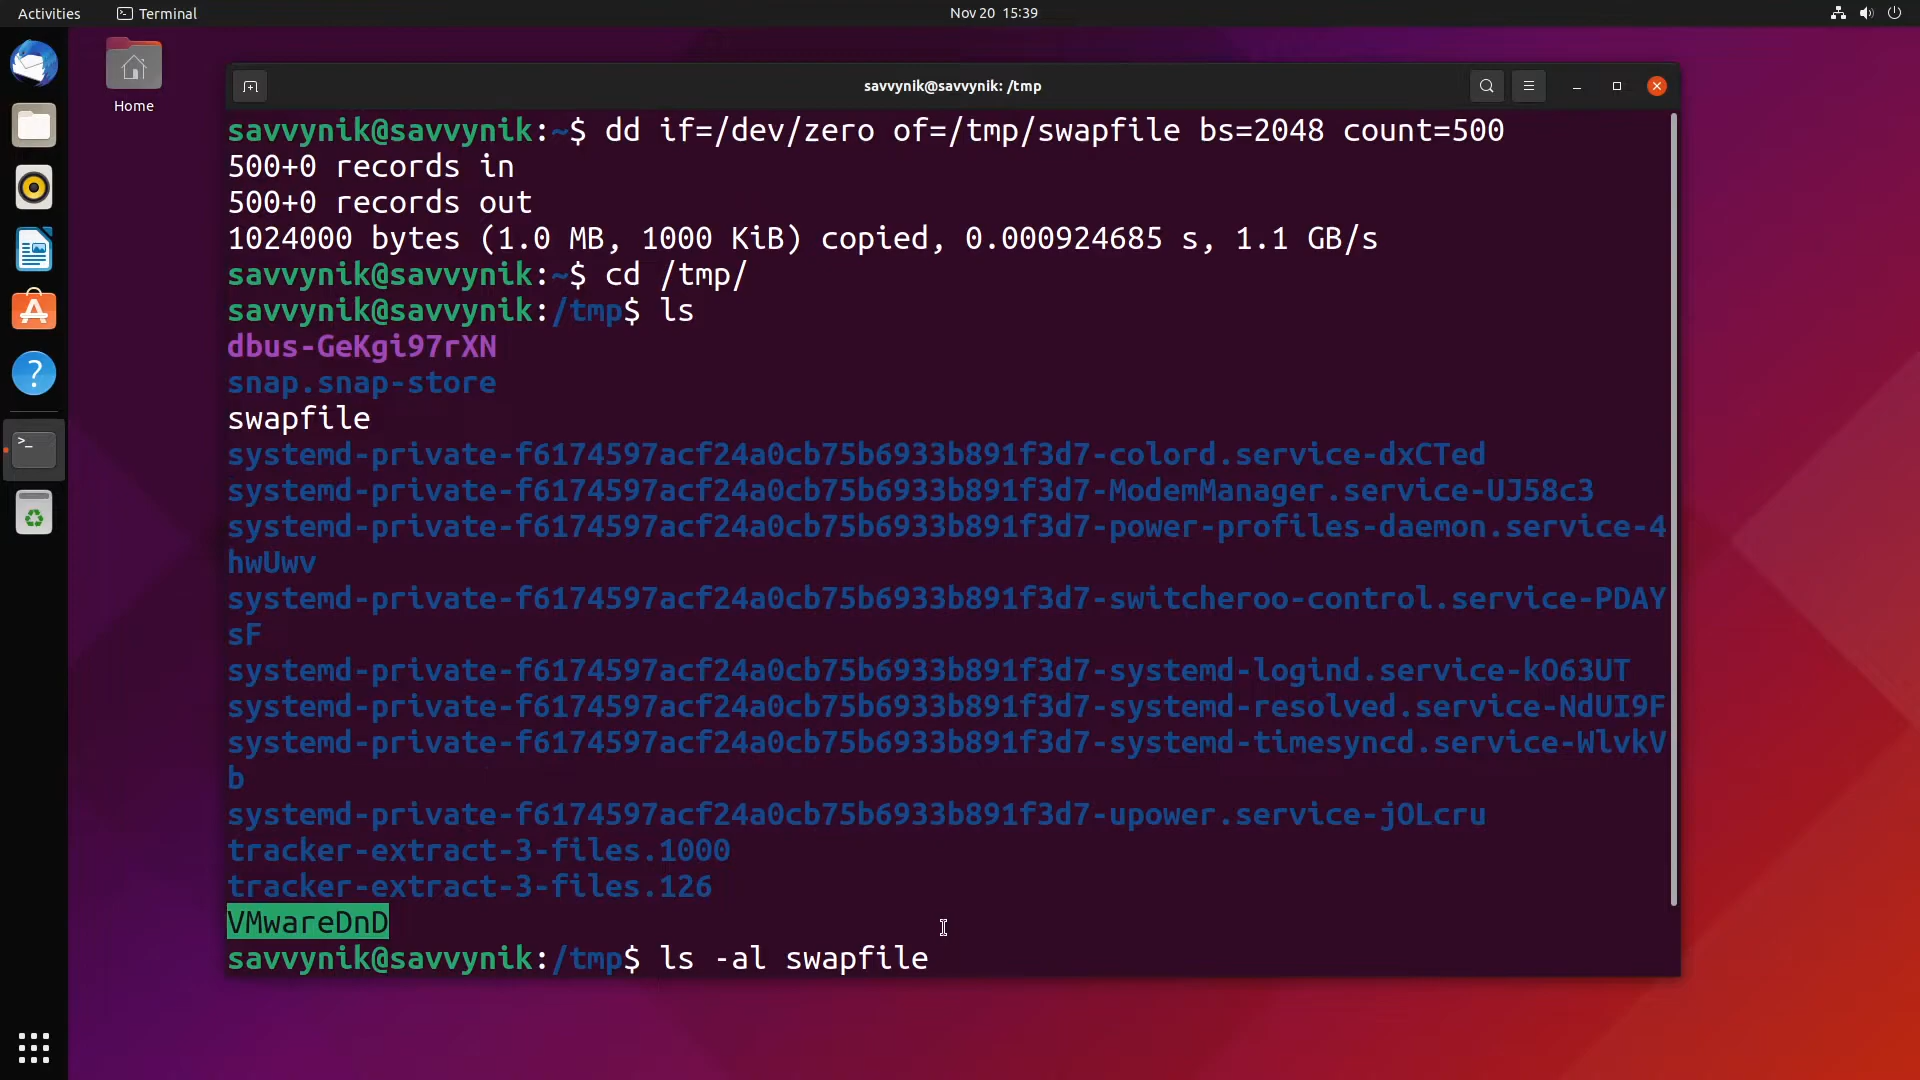 Activities
Terminal
Nov 20 15:39
Home
savvynik@savvynik: /tmp
savvynik@savvynik:~$ dd if=/dev/zero of=/tmp/swapfile bs=2048 count=500
500+0 records in
500+0 records out
1024000 bytes (1.0 MB, 1000 KiB) copied, 0.000924685 s, 1.1 GB/s
savvynik@savvynik:~$ cd /tmp/
savvynik@savvynik:/tmp$ ls
dbus-GeKgi97rXN
snap.snap-store
swapfile
systemd-private-f6174597acf24a0cb75b6933b891f3d7-colord.service-dxCTed
systemd-private-f6174597acf24a0cb75b6933b891f3d7-ModemManager.service-UJ58c3
systemd-private-f6174597acf24a0cb75b6933b891f3d7-power-profiles-daemon.service-4
hwUwv
systemd-private-f6174597acf24a0cb75b6933b891f3d7-switcheroo-control.service-PDAY
sF
systemd-private-f6174597acf24a0cb75b6933b891f3d7-systemd-logind.service-kO63UT
systemd-private-f6174597acf24a0cb75b6933b891f3d7-systemd-resolved.service-NdUI9F
systemd-private-f6174597acf24a0cb75b6933b891f3d7-systemd-timesyncd.service-WlvkV
b
systemd-private-f6174597acf24a0cb75b6933b891f3d7-upower.service-jOLcru
tracker-extract-3-files.1000
tracker-extract-3-files.126
VMwareDnD
savvynik@savvynik:/tmp$ ls -al swapfile